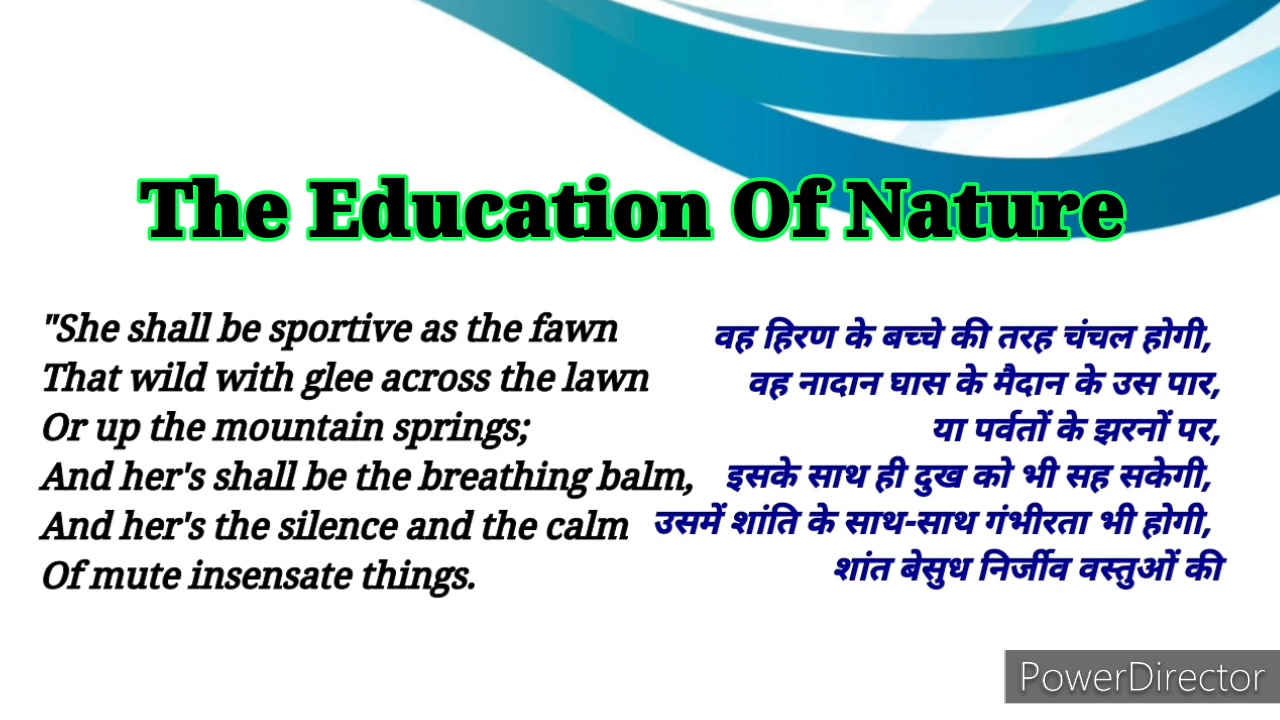 The Education Of Nature
"She shall be sportive as the fawn
That wild with glee across the lawn
Or up the mountain springs;
And her's shall be the breathing balm,
And her's the silence and the calm
Of mute insensate things.
वह हिरण के बच्चे की तरह चंचल होगी,
वह नादान घास के मैदान के उस पार,
या पर्वतों के झरनों पर,
इसके साथ ही दुख को भी सह सकेगी,
उसमें शांति के साथ-साथ गंभीरता भी होगी,
शांत बेसुध निर्जीव वस्तुओं की
PowerDirector